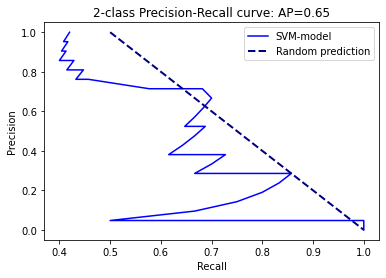 2-class Precision-Recall curve: AP=0.65
SVM-model
Random prediction
Precision
1.0
0.8
0.6
0.4
0.2
0.0
0.4 0.5 0.6 0.7 0.8 0.9 1.0
Recall